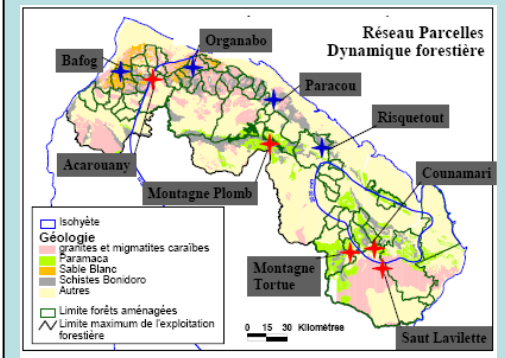 Réseau Parcelles
Dynamique forestière
Organabo
Bafog
Paracou
Risquetout
Acarouany
Counamari
Montagne Plomb
Isohyète
Géologie
granites et migmatites caraïbes
Paramaca
Sable Blanc
Schistes Bonidoro
Autres
Limite forêts aménagées
Limite maximum de l'exploitation
forestière
Montagne
Tortue
0 15 30 Kilomètres
Saut Lavilette